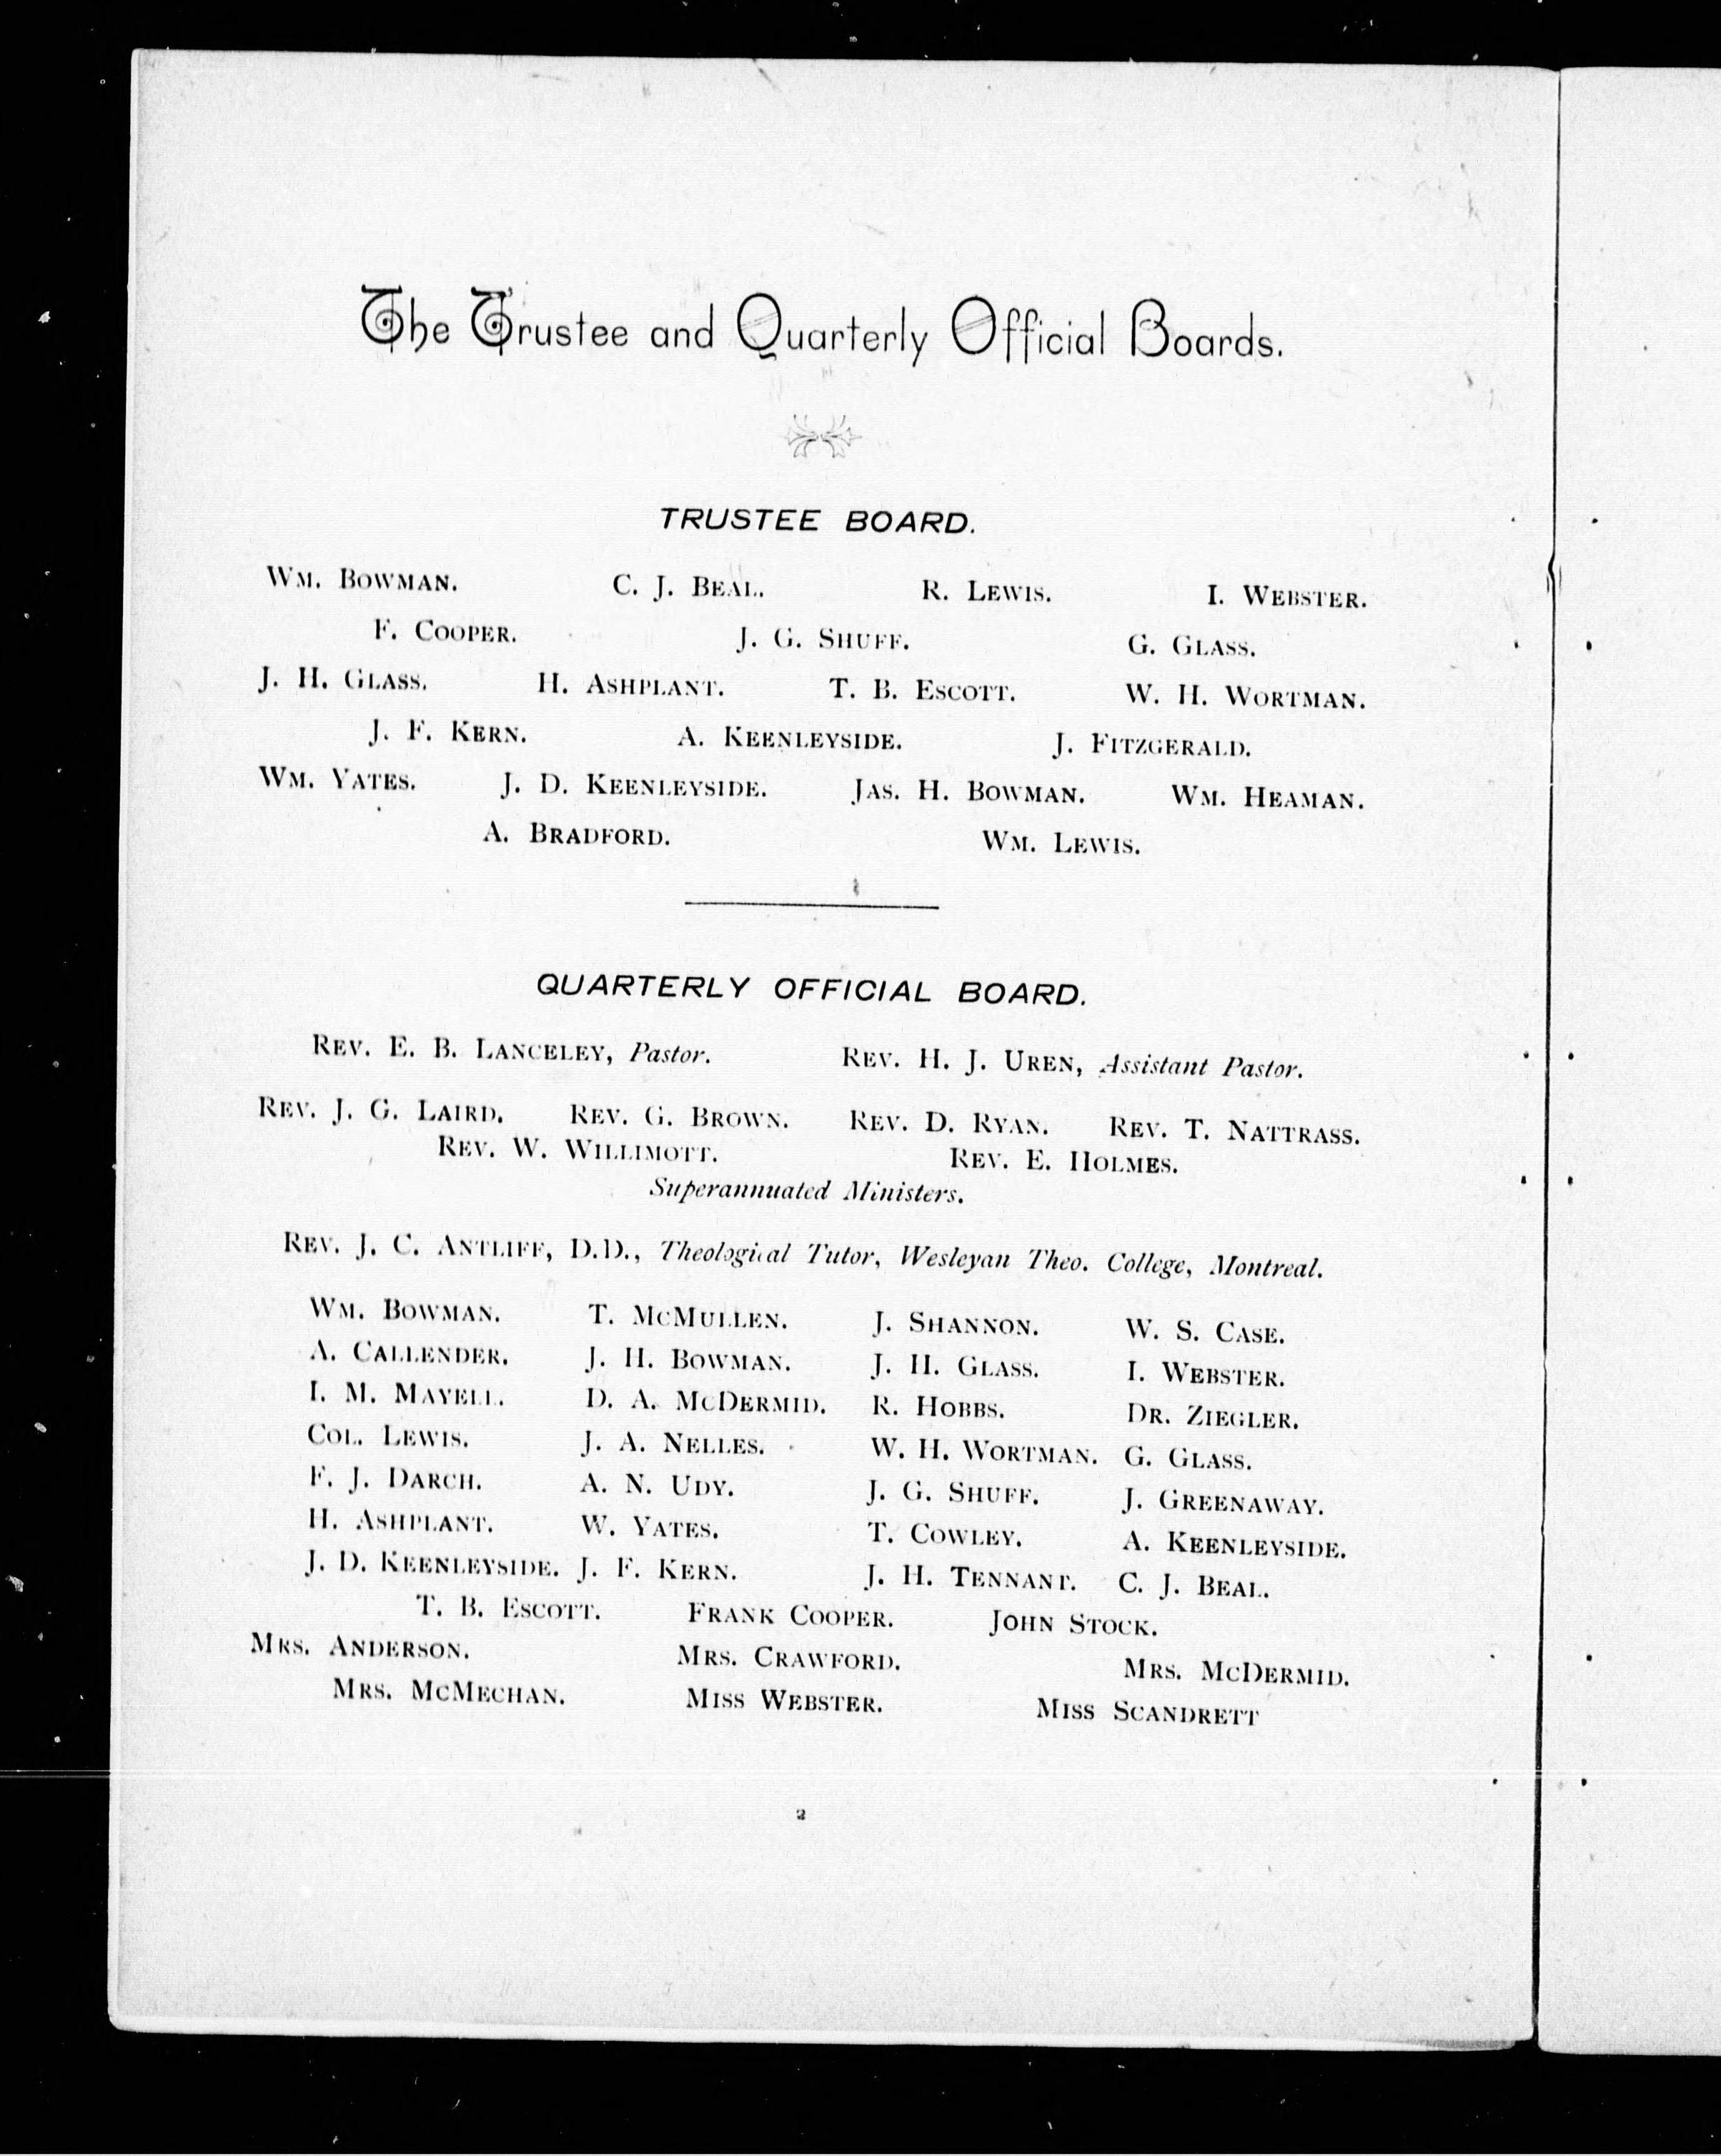 The Trustee and Quarterly Official Boards.
TRUSTEE BOARD.
WM. BOWMAN. C. J. BEAL. R. LEWIS. I. WEBSTER.
F. COOPER. J. G. SHUFF. G. GLASS.
J. H. GLASS. H. ASHPLANT. T. B. ESCOTT. W. H. WORTMAN.
J. F. KERN. A. KEENLEYSIDE. J. FITZGERALD.
WM. YATES. J. D. KEENLEYSIDE. JAS. H. BOWMAN. WM. HEAMAN.
A. BRADFORD. WM. LEWIS.
QUARTERLY OFFICIAL BOARD.
REV. E. B. LANCELEY, Pastor. REV. H. J. UREN, Assistant Pastor.
REV. J. G. LAIRD. REV. G. BROWN. REV. D. RYAN. REV. T. NATTRASS.
REV. W. WILLIMOTT. REV. E. HOLMES.
Superannuated Ministers.
REV. J. C. ANTLIFF, D.D., Theological Tutor, Wesleyan Theo. College, Montreal.
WM. BOWMAN. T. MCMULLEN. J. SHANNON. W. S. CASE.
A. CALLENDER. J. H. BOWMAN. J. H. GLASS. I. WEBSTER.
I. M. MAYELL. D. A. MCDERMID. R. HOBBS. DR. ZIEGLER.
COL. LEWIS. J. A. NELLES. W. H. WORTMAN. G. GLASS.
F. J. DARCH. A. N. UDY. J. G. SHUFF. J. GREENAWAY.
H. ASHPLANT. W. YATES. T. COWLEY. A. KEENLEYSIDE.
J. D. KEENLEYSIDE. J. F. KERN. J. H. TENNANT. C. J. BEAL.
T. B. ESCOTT. FRANK COOPER. JOHN STOCK.
MRS. ANDERSON. MRS. CRAWFORD. MRS. MCDERMID.
MRS. MCMECHAN. MISS WEBSTER. MISS SCANDRETT
2